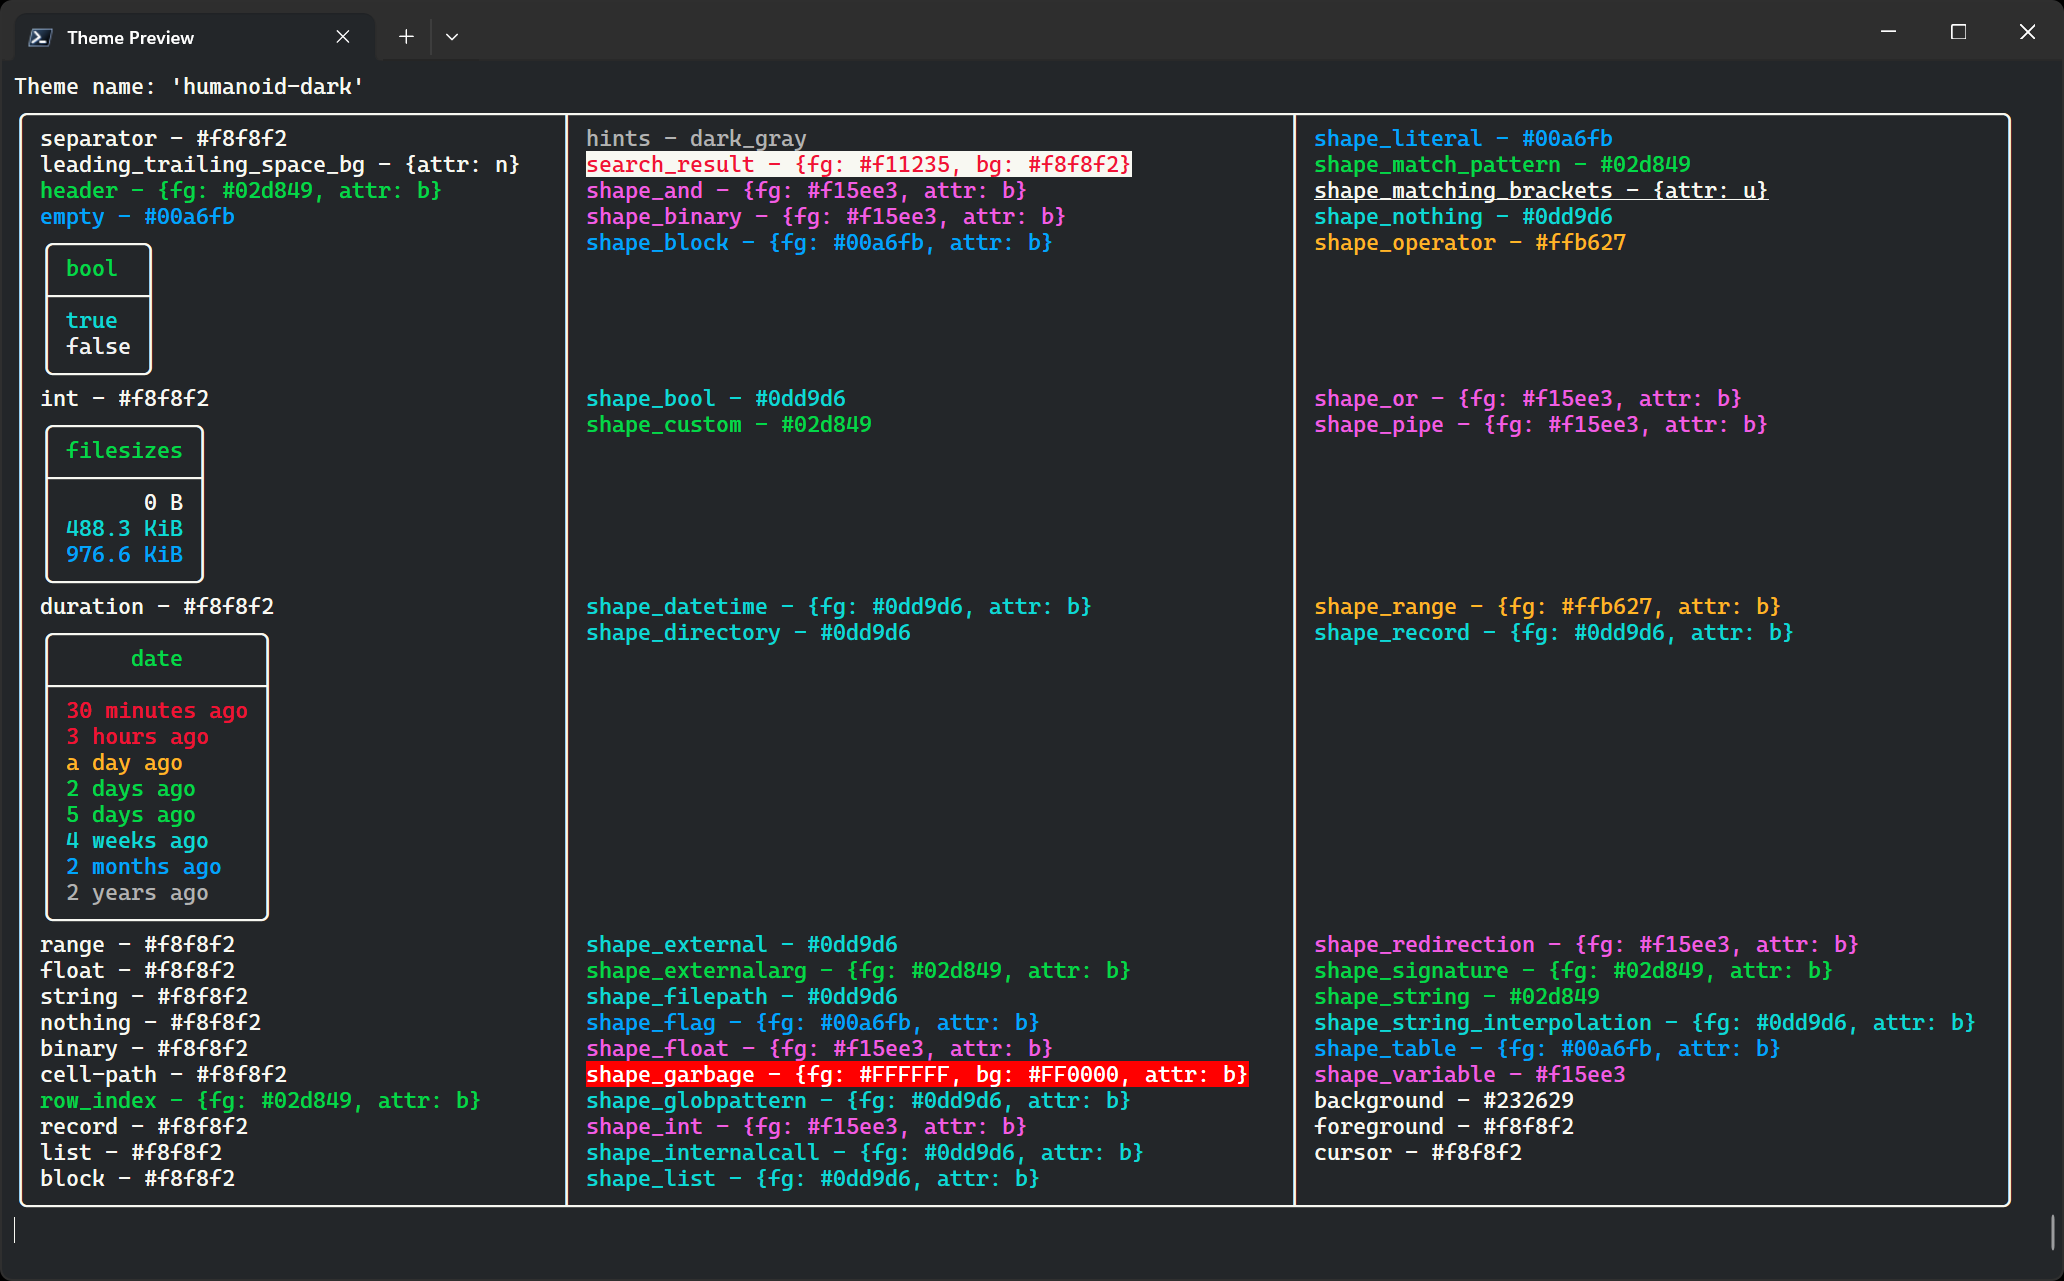 Theme Preview
Theme name: 'humanoid-dark'
separator - #f8f8f2
leading_trailing_space_bg - {attr: n}
header - {fg: #02d849, attr: b}
empty - #00a6fb
bool
true
false
int - #f8f8f2
filesizes
0 B
488.3 KiB
976.6 KiB
duration - #f8f8f2
date
30 minutes ago
3 hours ago
a day ago
2 days ago
5 days ago
4 weeks ago
2 months ago
2 years ago
range - #f8f8f2
float - #f8f8f2
string - #f8f8f2
nothing - #f8f8f2
binary - #f8f8f2
cell-path - #f8f8f2
row_index - {fg: #02d849, attr: b}
record - #f8f8f2
list - #f8f8f2
block - #f8f8f2
hints - dark_gray
search_result - {fg: #f11235, bg: #f8f8f2}
shape_and - {fg: #f15ee3, attr: b}
shape_binary - {fg: #f15ee3, attr: b}
shape_block - {fg: #00a6fb, attr: b}
shape_bool - #0dd9d6
shape_custom - #02d849
shape_datetime - {fg: #0dd9d6, attr: b}
shape_directory - #0dd9d6
shape_external - #0dd9d6
shape_externalarg - {fg: #02d849, attr: b}
shape_filepath - #0dd9d6
shape_flag - {fg: #00a6fb, attr: b}
shape_float - {fg: #f15ee3, attr: b}
shape_garbage - {fg: #FFFFFF, bg: #FF0000, attr: b}
shape_globpattern - {fg: #0dd9d6, attr: b}
shape_int - {fg: #f15ee3, attr: b}
shape_internalcall - {fg: #0dd9d6, attr: b}
shape_list - {fg: #0dd9d6, attr: b}
shape_literal - #00a6fb
shape_match_pattern - #02d849
shape_matching_brackets - {attr: u}
shape_nothing - #0dd9d6
shape_operator - #ffb627
shape_or - {fg: #f15ee3, attr: b}
shape_pipe - {fg: #f15ee3, attr: b}
shape_range - {fg: #ffb627, attr: b}
shape_record - {fg: #0dd9d6, attr: b}
shape_redirection - {fg: #f15ee3, attr: b}
shape_signature - {fg: #02d849, attr: b}
shape_string - #02d849
shape_string_interpolation - {fg: #0dd9d6, attr: b}
shape_table - {fg: #00a6fb, attr: b}
shape_variable - #f15ee3
background - #232629
foreground - #f8f8f2
cursor - #f8f8f2